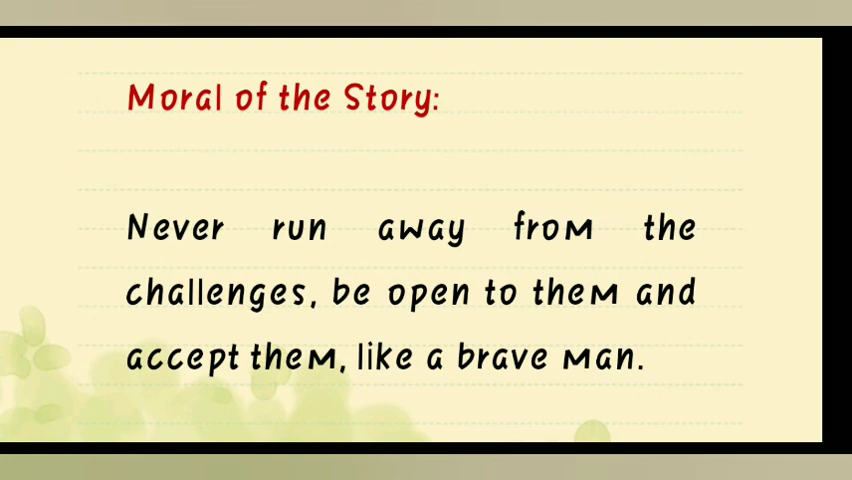 Moral of the Story:
Never run away from the
challenges, be open to them and
accept them, like a brave man.